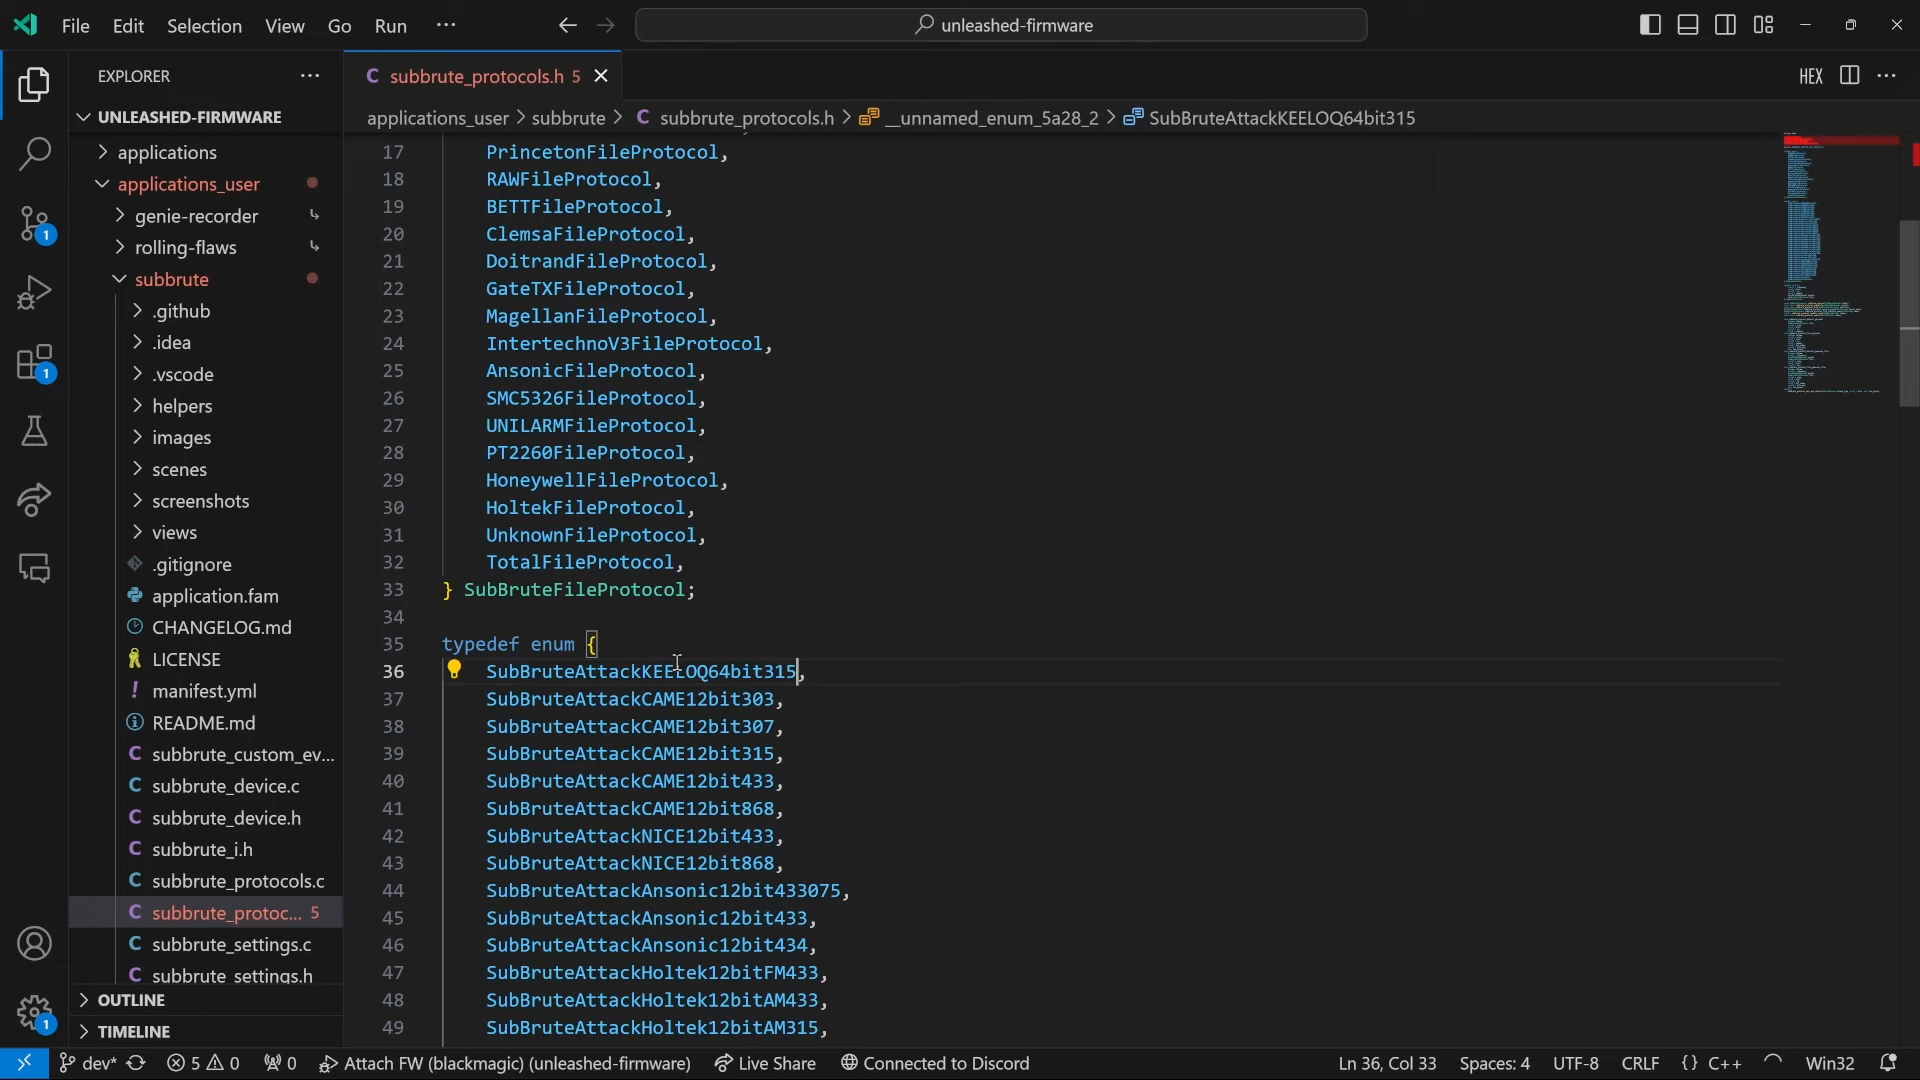 File Edit Selection View Go Run ···
unleashed-firmware
EXPLORER ···
UNLEASHED-FIRMWARE
applications
applications_user
genie-recorder
rolling-flaws
subbrute
.github
.idea
.vscode
helpers
images
scenes
screenshots
views
.gitignore
application.fam
CHANGELOG.md
LICENSE
manifest.yml
README.md
subbrute_custom_ev...
subbrute_device.c
subbrute_device.h
subbrute_i.h
subbrute_protocols.c
subbrute_protoc... 5
subbrute_settings.c
subbrute_settings.h
OUTLINE
TIMELINE
1
1
1
C subbrute_protocols.h 5
HEX
applications_user > subbrute > C subbrute_protocols.h > __unnamed_enum_5a28_2 > SubBruteAttackKEELOQ64bit315
17 PrincetonFileProtocol,
18 RAWFileProtocol,
19 BETTFileProtocol,
20 ClemsaFileProtocol,
21 DoitrandFileProtocol,
22 GateTXFileProtocol,
23 MagellanFileProtocol,
24 IntertechnoV3FileProtocol,
25 AnsonicFileProtocol,
26 SMC5326FileProtocol,
27 UNILARMFileProtocol,
28 PT2260FileProtocol,
29 HoneywellFileProtocol,
30 HoltekFileProtocol,
31 UnknownFileProtocol,
32 TotalFileProtocol,
33 } SubBruteFileProtocol;
34
35 typedef enum {
36 SubBruteAttackKEELOQ64bit315,
37 SubBruteAttackCAME12bit303,
38 SubBruteAttackCAME12bit307,
39 SubBruteAttackCAME12bit315,
40 SubBruteAttackCAME12bit433,
41 SubBruteAttackCAME12bit868,
42 SubBruteAttackNICE12bit433,
43 SubBruteAttackNICE12bit868,
44 SubBruteAttackAnsonic12bit433075,
45 SubBruteAttackAnsonic12bit433,
46 SubBruteAttackAnsonic12bit434,
47 SubBruteAttackHoltek12bitFM433,
48 SubBruteAttackHoltek12bitAM433,
49 SubBruteAttackHoltek12bitAM315,
dev* 5 0 0 Attach FW (blackmagic) (unleashed-firmware) Live Share Connected to Discord Ln 36, Col 33 Spaces: 4 UTF-8 CRLF {} C++ Win32